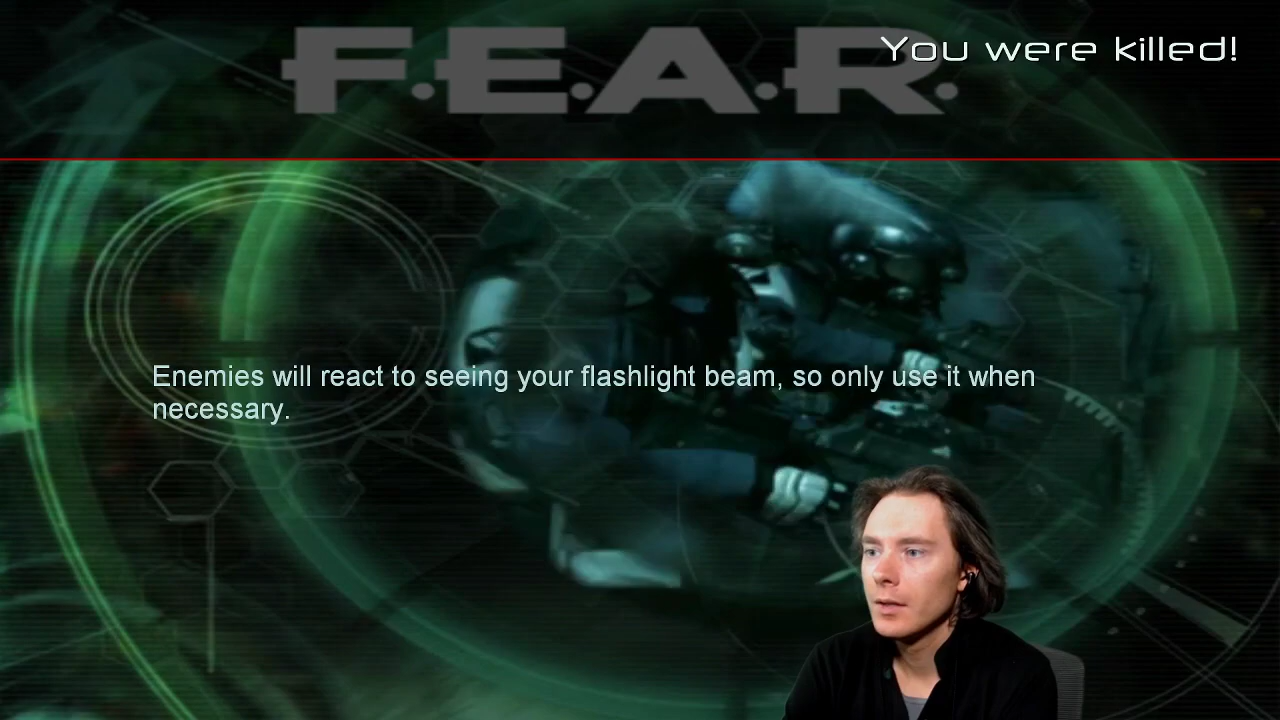 F.E.A.R.
You were killed!
Enemies will react to seeing your flashlight beam, so only use it when
necessary.